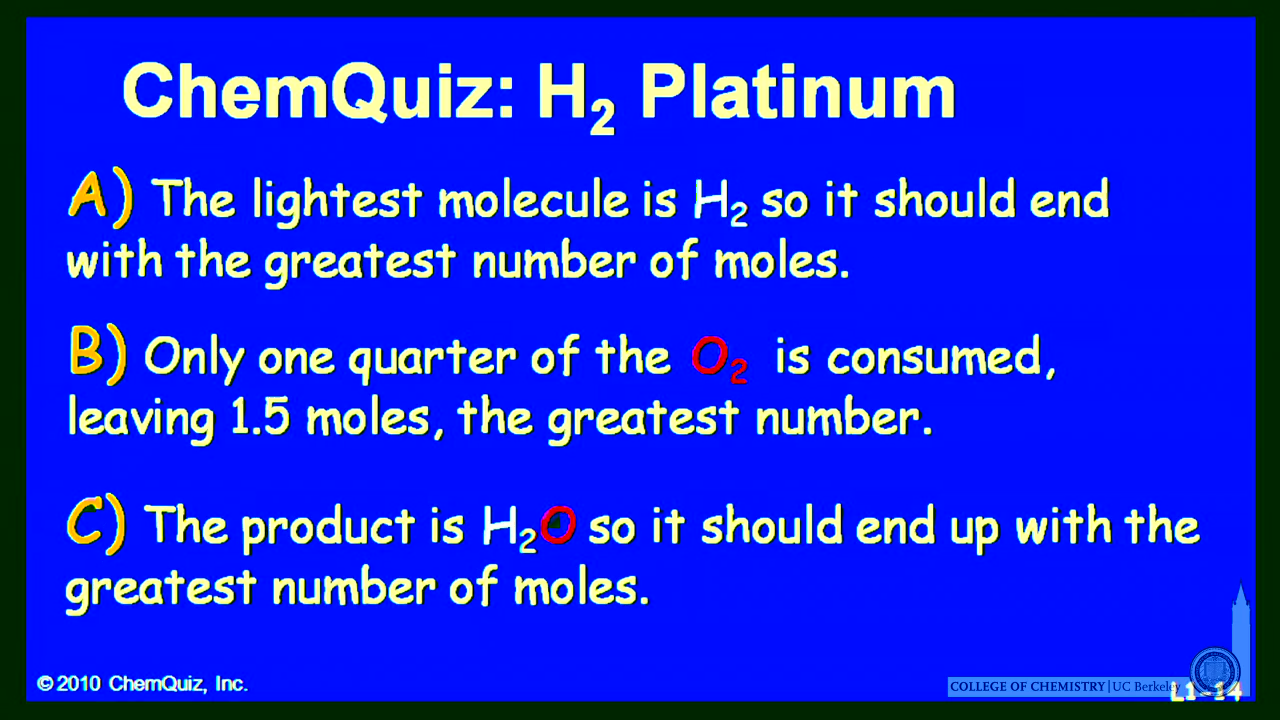 ChemQuiz: H₂ Platinum
A) The lightest molecule is H₂ so it should end
with the greatest number of moles.
B) Only one quarter of the O₂ is consumed,
leaving 1.5 moles, the greatest number.
C) The product is H₂O so it should end up with the
greatest number of moles.
© 2010 ChemQuiz, Inc.
COLLEGE OF CHEMISTRY | UC Berkeley
L1-14